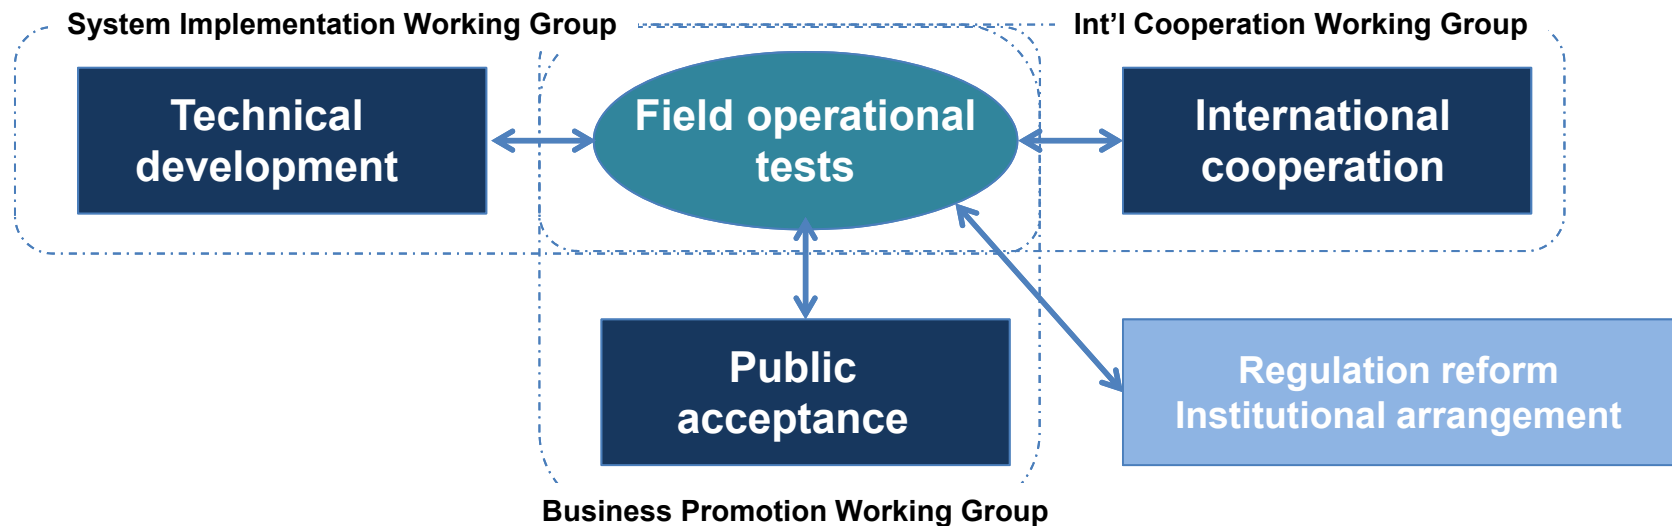 System Implementation Working Group
Int'l Cooperation Working Group
Technical
development
Field operational
tests
International
cooperation
Public
acceptance
Regulation reform
Institutional arrangement
Business Promotion Working Group